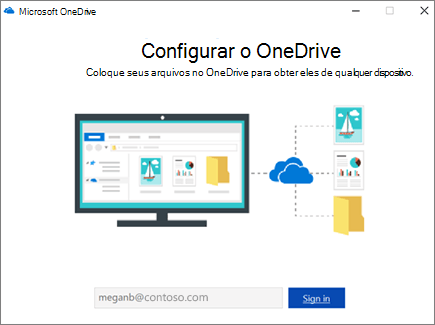 Microsoft OneDrive
Configurar o OneDrive
Coloque seus arquivos no OneDrive para obter eles de qualquer dispositivo.
meganb@contoso.com
Sign in